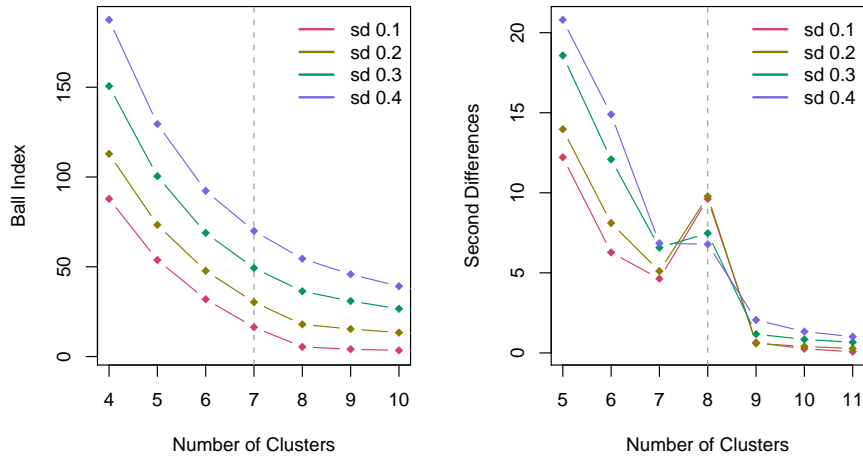 Ball Index
0
50
100
150
sd 0.1
sd 0.2
sd 0.3
sd 0.4
4 5 6 7 8 9 10
Number of Clusters
Second Differences
0
5
10
15
20
sd 0.1
sd 0.2
sd 0.3
sd 0.4
5 6 7 8 9 10 11
Number of Clusters